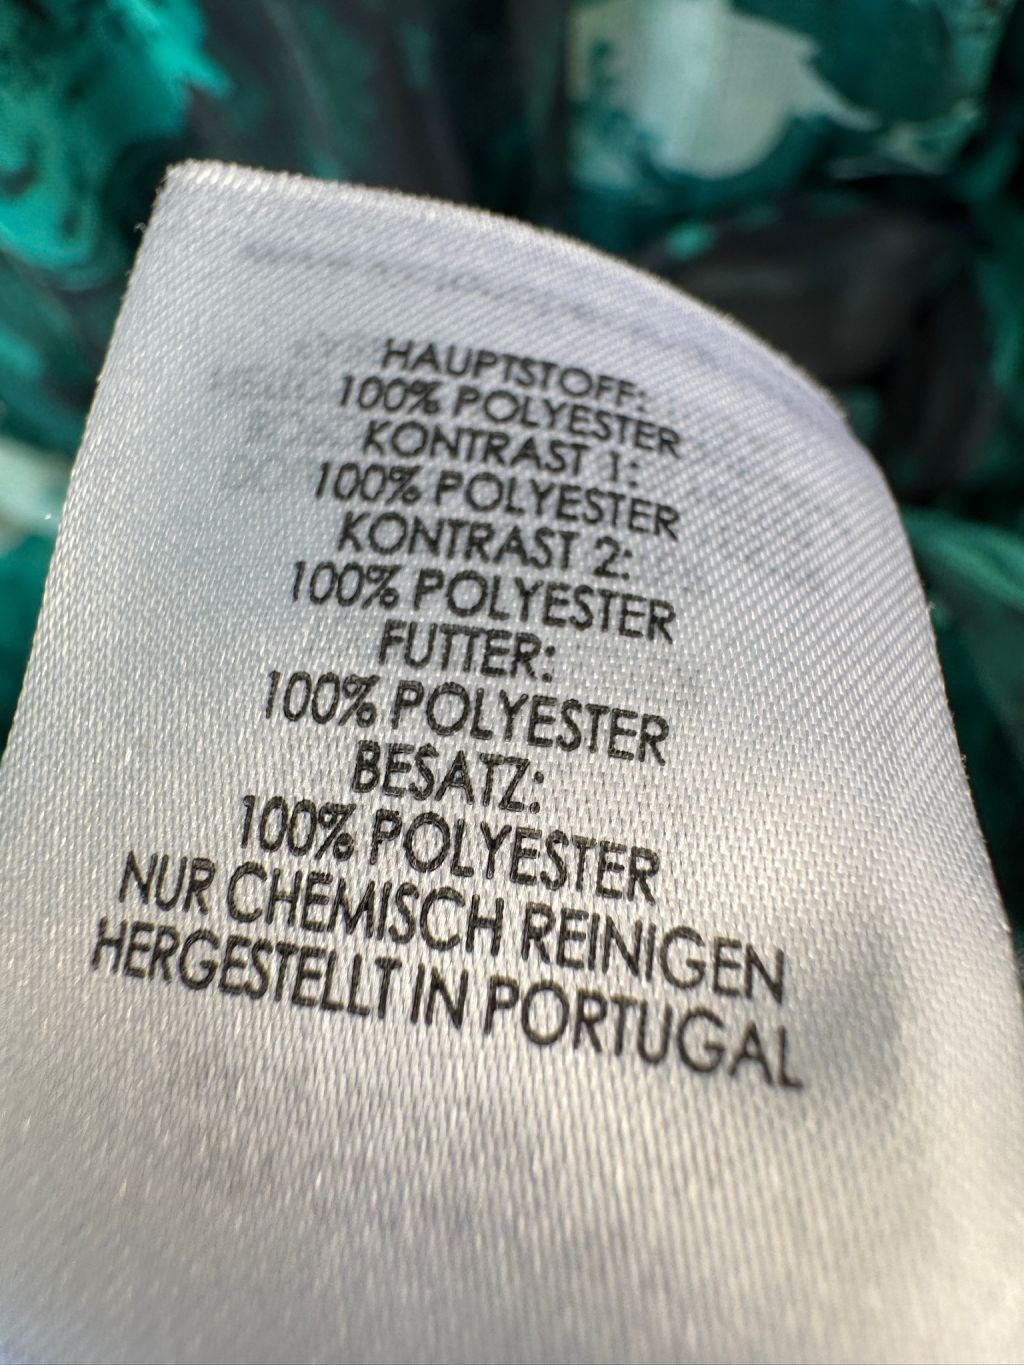 HAUPTSTOFF:
100% POLYESTER
KONTRAST 1:
100% POLYESTER
KONTRAST 2:
100% POLYESTER
FUTTER:
100% POLYESTER
BESATZ:
100% POLYESTER
NUR CHEMISCH REINIGEN
HERGESTELLT IN PORTUGAL